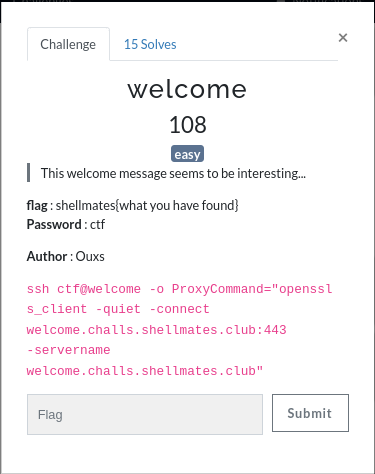 Challenge
15 Solves
×
welcome
108
easy
This welcome message seems to be interesting...
flag : shellmates{what you have found}
Password : ctf
Author : Ouxs
ssh ctf@welcome -o ProxyCommand="openssl
s_client -quiet -connect
welcome.challs.shellmates.club:443
-servername
welcome.challs.shellmates.club"
Flag
Submit